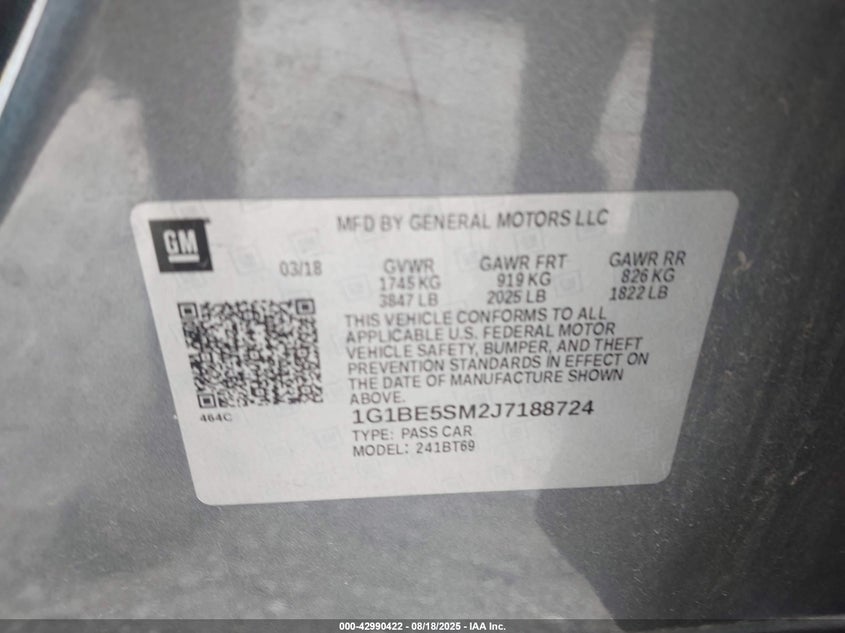 GM
MFD BY GENERAL MOTORS LLC
03/18 GVWR GAWR FRT GAWR RR
1745 KG 919 KG 826 KG
3847 LB 2025 LB 1822 LB
THIS VEHICLE CONFORMS TO ALL
APPLICABLE U.S. FEDERAL MOTOR
VEHICLE SAFETY, BUMPER, AND THEFT
PREVENTION STANDARDS IN EFFECT ON
THE DATE OF MANUFACTURE SHOWN
ABOVE.
464C
1G1BE5SM2J7188724
TYPE: PASS CAR
MODEL: 241BT69
000-42990422 - 08/18/2025 - IAA Inc.